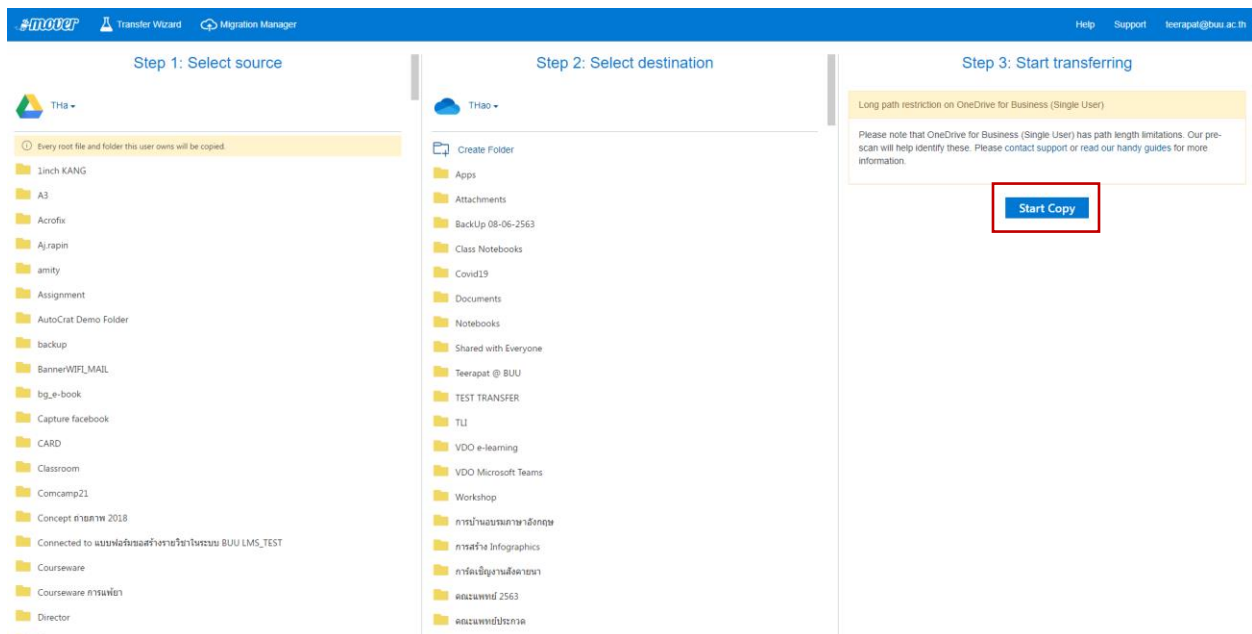 mover
Transfer Wizard
Migration Manager
Help
Support
teerapat@buu.ac.th
Step 1: Select source
THa
Every root file and folder this user owns will be copied.
1inch KANG
A3
Acrofix
Aj.rapin
amity
Assignment
AutoCrat Demo Folder
backup
BannerWIFI_MAIL
bg_e-book
Capture facebook
CARD
Classroom
Comcamp21
Concept ถ่ายภาพ 2018
Connected to แบบฟอร์มขอสร้างรายวิชาในระบบ BUU LMS_TEST
Courseware
Courseware การแพ้ยา
Director
Step 2: Select destination
THao
Create Folder
Apps
Attachments
BackUp 08-06-2563
Class Notebooks
Covid19
Documents
Notebooks
Shared with Everyone
Teerapat @ BUU
TEST TRANSFER
TLI
VDO e-learning
VDO Microsoft Teams
Workshop
การบ้านอบรมภาษาอังกฤษ
การสร้าง Infographics
การ์ดเชิญงานสังคายนา
คณะแพทย์ 2563
คณะแพทย์ประกวด
Step 3: Start transferring
Long path restriction on OneDrive for Business (Single User)
Please note that OneDrive for Business (Single User) has path length limitations. Our pre-
scan will help identify these. Please contact support or read our handy guides for more
information.
Start Copy